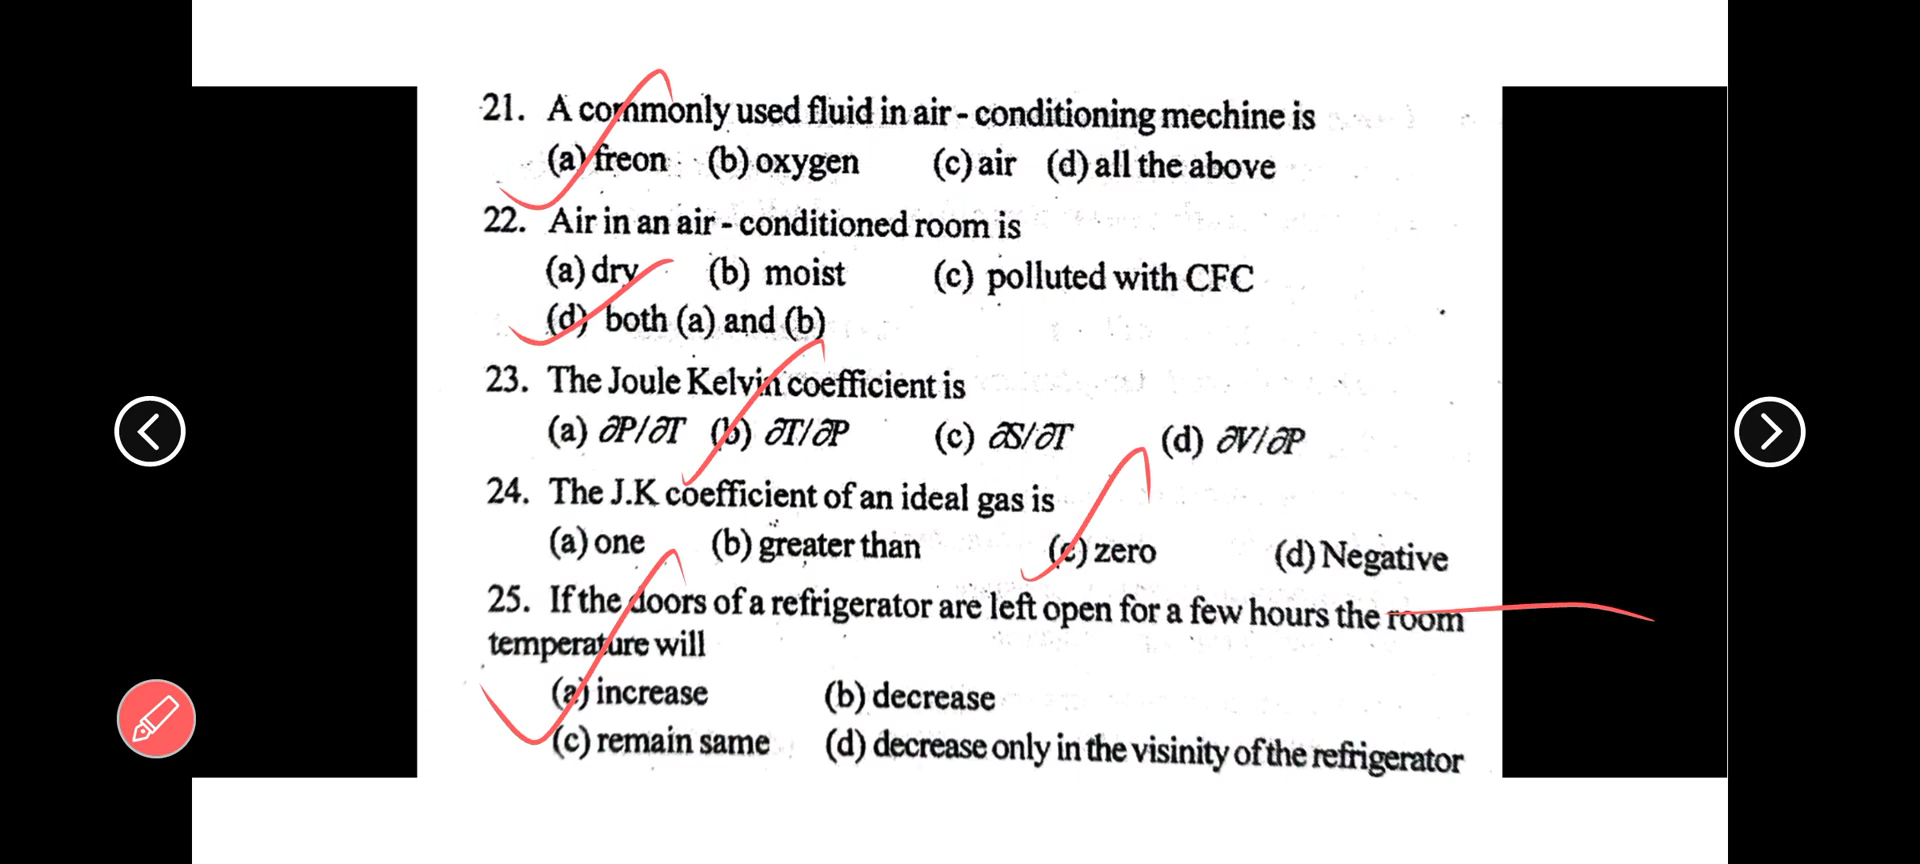 21. A commonly used fluid in air - conditioning mechine is
(a) freon (b) oxygen (c) air (d) all the above
22. Air in an air - conditioned room is
(a) dry (b) moist (c) polluted with CFC
(d) both (a) and (b)
23. The Joule Kelvin coefficient is
(a) ∂P/∂T (b) ∂T/∂P (c) ∂S/∂T (d) ∂V/∂P
24. The J.K coefficient of an ideal gas is
(a) one (b) greater than (c) zero (d) Negative
25. If the doors of a refrigerator are left open for a few hours the room
temperature will
(a) increase (b) decrease
(c) remain same (d) decrease only in the visinity of the refrigerator